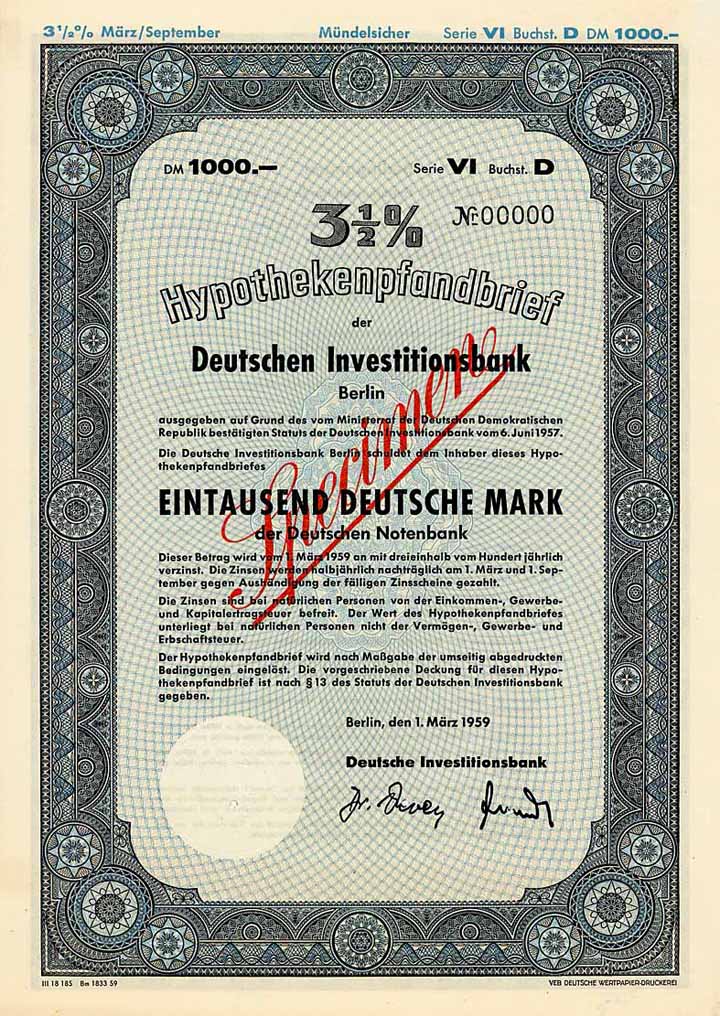 3½% März/September Mündelsicher Serie VI Buchst. D DM 1000.–
DM 1000.– Serie VI Buchst. D
3½% № 00000
Hypothekenpfandbrief
der
Deutschen Investitionsbank
Berlin
ausgegeben auf Grund des vom Ministerrat der Deutschen Demokratischen
Republik bestätigten Statuts der Deutschen Investitionsbank vom 6. Juni 1957.
Die Deutsche Investitionsbank Berlin schuldet dem Inhaber dieses Hypo-
thekenpfandbriefes
EINTAUSEND DEUTSCHE MARK
der Deutschen Notenbank
Dieser Betrag wird vom 1. März 1959 an mit dreieinhalb vom Hundert jährlich
verzinst. Die Zinsen werden halbjährlich nachträglich am 1. März und 1. Sep-
tember gegen Aushändigung der fälligen Zinsscheine gezahlt.
Die Zinsen sind bei natürlichen Personen von der Einkommen-, Gewerbe-
und Kapitalertragsteuer befreit. Der Wert des Hypothekenpfandbriefes
unterliegt bei natürlichen Personen nicht der Vermögen-, Gewerbe- und
Erbschaftsteuer.
Der Hypothekenpfandbrief wird nach Maßgabe der umseitig abgedruckten
Bedingungen eingelöst. Die vorgeschriebene Deckung für diesen Hypo-
thekenpfandbrief ist nach § 13 des Statuts der Deutschen Investitionsbank
gegeben.
Specimen
Berlin, den 1. März 1959
Deutsche Investitionsbank
III 18 185 Bm 1833 59 VEB DEUTSCHE WERTPAPIER-DRUCKEREI